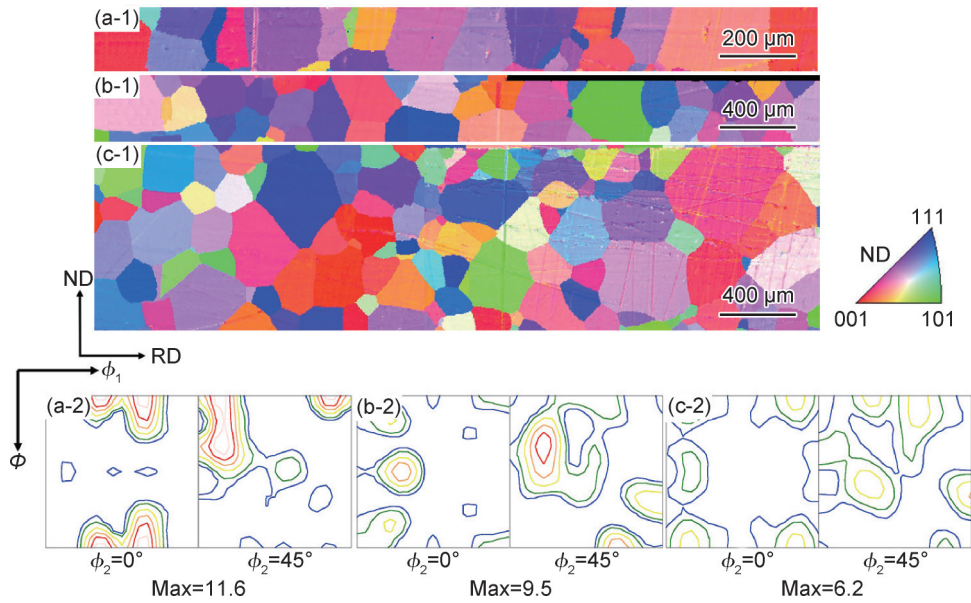 (a-1)
200 μm
(b-1)
400 μm
(c-1)
400 μm
ND
RD
111
ND
001
101
ϕ₁
Φ
(a-2)
(b-2)
(c-2)
ϕ₂=0°
ϕ₂=45°
ϕ₂=0°
ϕ₂=45°
ϕ₂=0°
ϕ₂=45°
Max=11.6
Max=9.5
Max=6.2